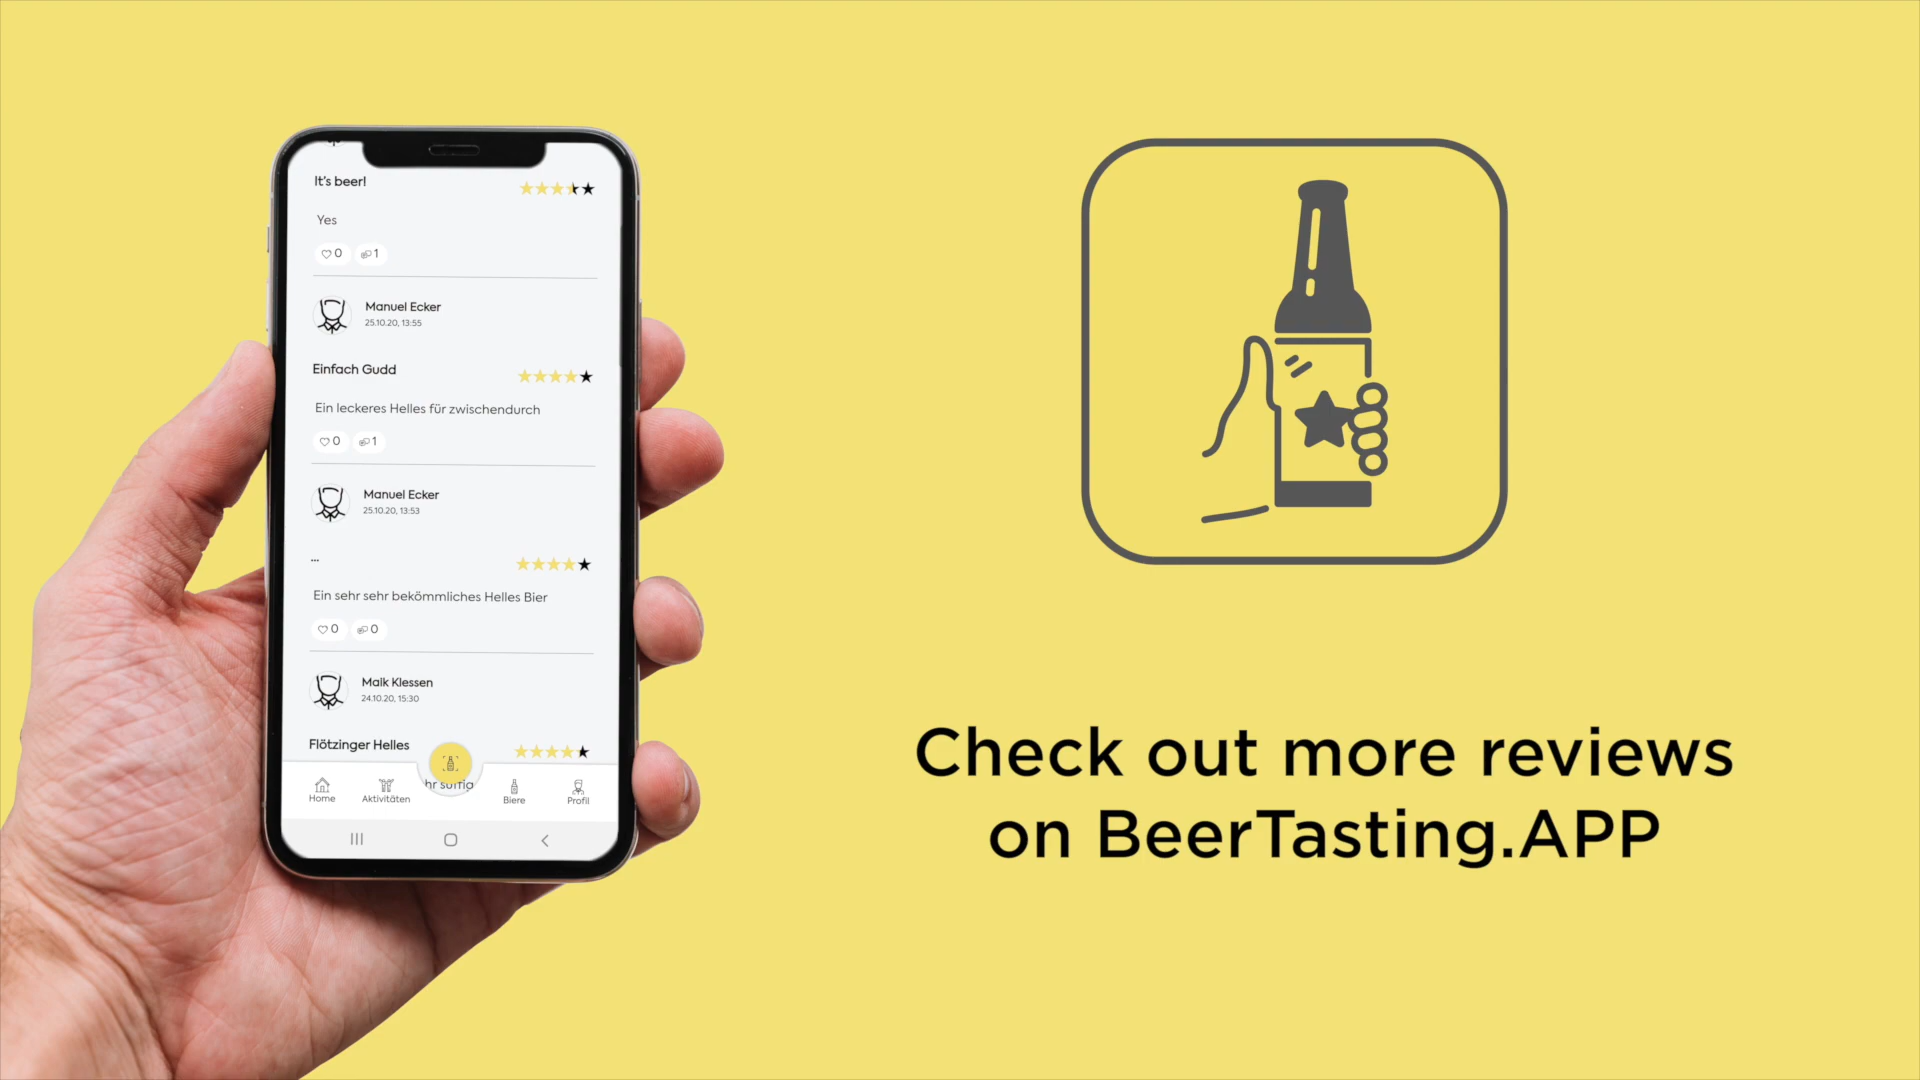 It's beer!
Yes
0 1
Manuel Ecker
25.10.20, 13:55
Einfach Gudd
Ein leckeres Helles für zwischendurch
0 1
Manuel Ecker
25.10.20, 13:53
...
Ein sehr sehr bekömmliches Helles Bier
0 0
Maik Klessen
24.10.20, 15:30
Flötzinger Helles
Home Aktivitäten Biere Profil
Check out more reviews
on BeerTasting.APP